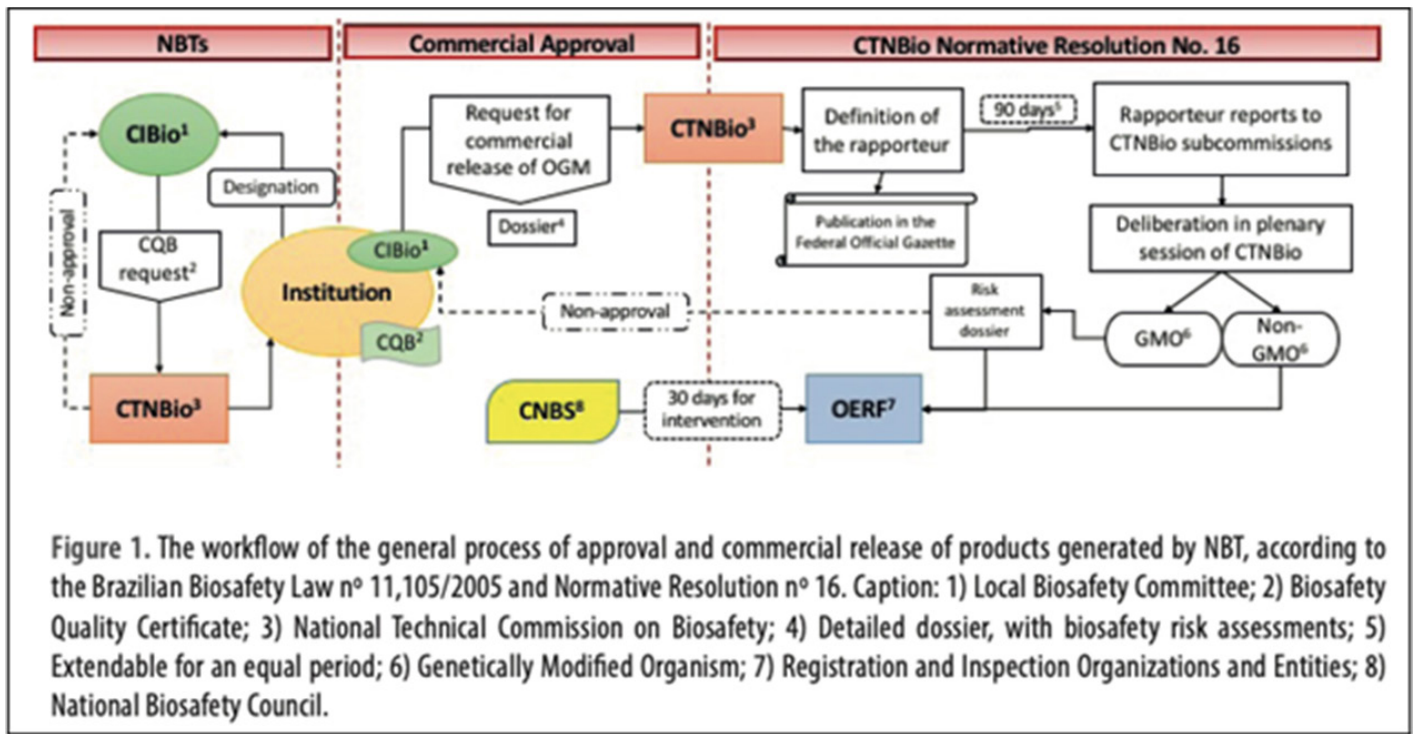 NBTs
Commercial Approval
CTNBio Normative Resolution No. 16
CIBio1
Designation
Non-approval
CQB
request2
CTNBio3
Institution
CIBio1
CQB2
Request for
commercial
release of OGM
Dossier4
CTNBio3
Definition of
the rapporteur
Publication in the
Federal Official Gazette
90 days5
Rapporteur reports to
CTNBio subcommissions
Deliberation in plenary
session of CTNBio
GMO6
Non-
GMO6
Risk
assessment
dossier
Non-approval
CNBS8
30 days for
intervention
OERF7
Figure 1. The workflow of the general process of approval and commercial release of products generated by NBT, according to
the Brazilian Biosafety Law nº 11,105/2005 and Normative Resolution nº 16. Caption: 1) Local Biosafety Committee; 2) Biosafety
Quality Certificate; 3) National Technical Commission on Biosafety; 4) Detailed dossier, with biosafety risk assessments; 5)
Extendable for an equal period; 6) Genetically Modified Organism; 7) Registration and Inspection Organizations and Entities; 8)
National Biosafety Council.